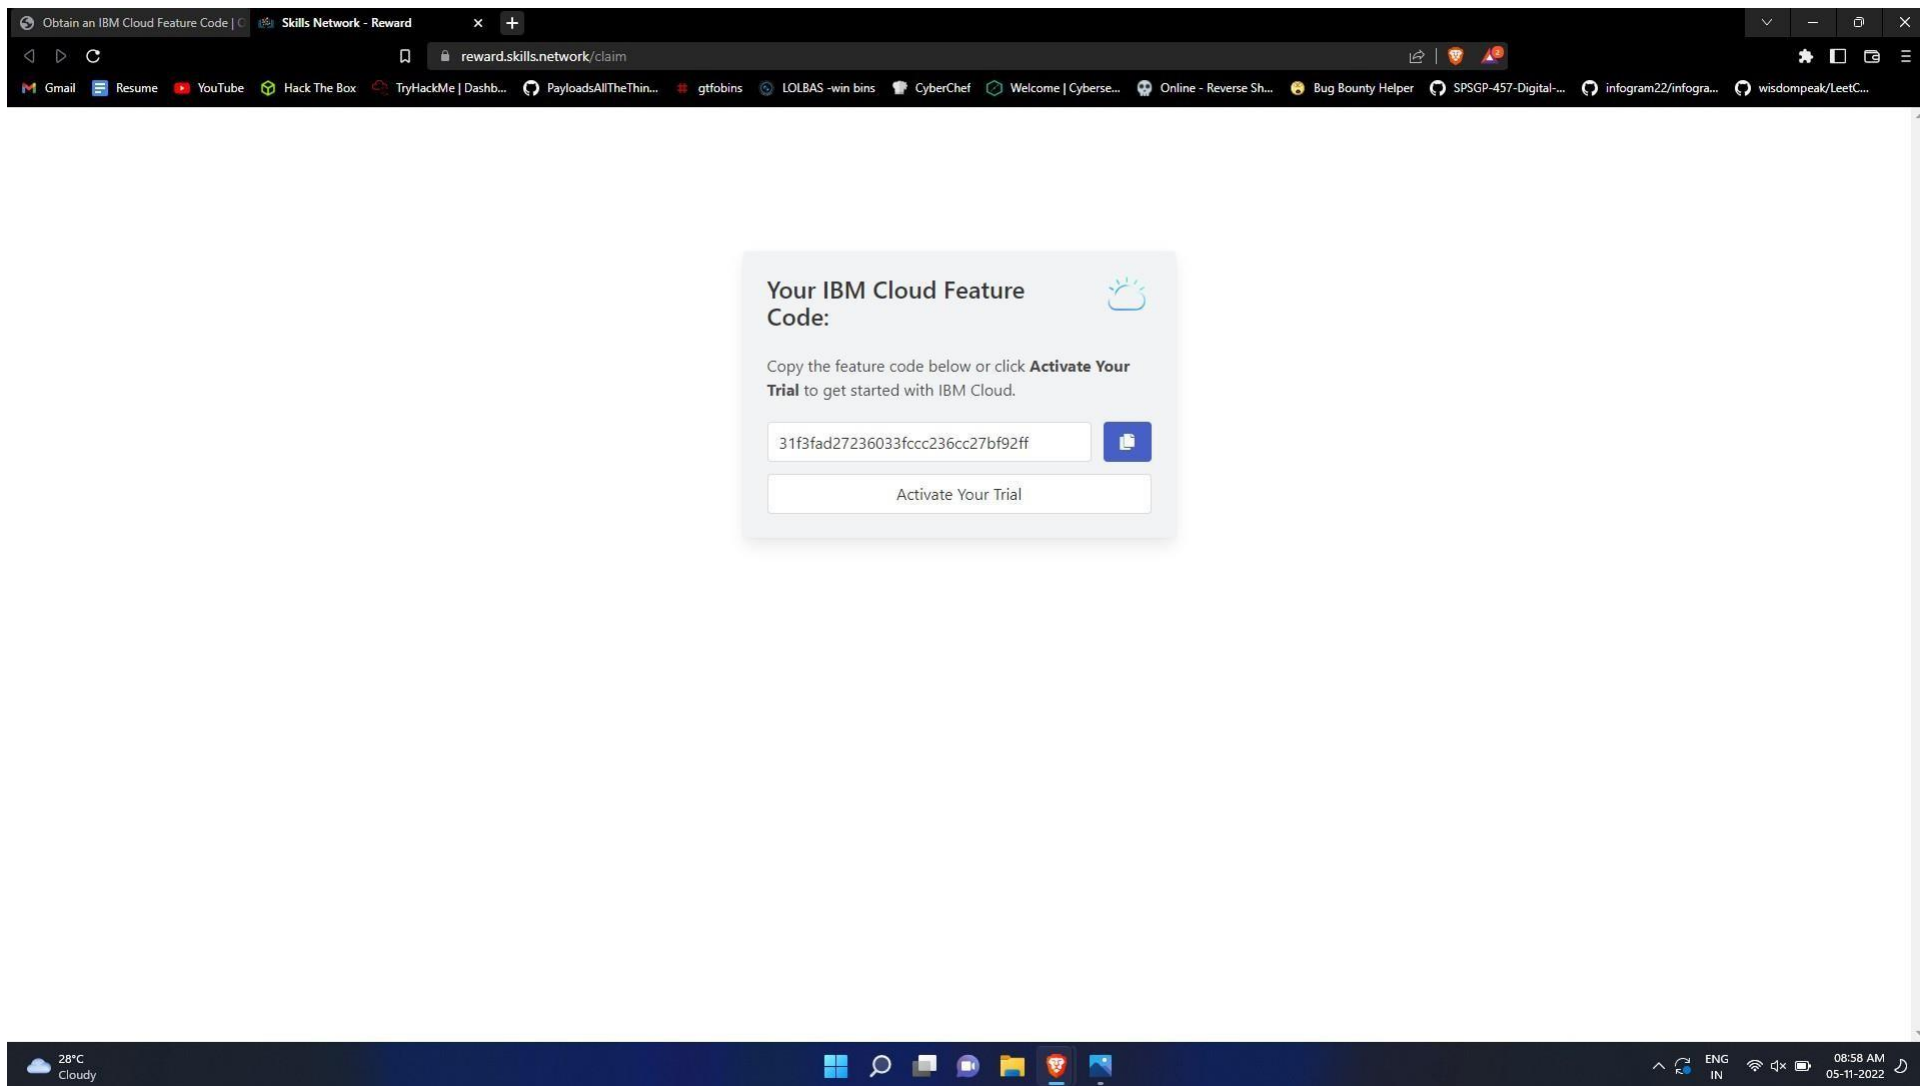 Obtain an IBM Cloud Feature Code | C
Skills Network - Reward
reward.skills.network/claim
2
Gmail Resume YouTube Hack The Box TryHackMe | Dashb... PayloadsAllTheThin... gtfobins LOLBAS -win bins CyberChef Welcome | Cyberse... Online - Reverse Sh... Bug Bounty Helper SPSGP-457-Digital-... infogram22/infogra... wisdompeak/LeetC...
Your IBM Cloud Feature
Code:
Copy the feature code below or click Activate Your
Trial to get started with IBM Cloud.
31f3fad27236033fccc236cc27bf92ff
Activate Your Trial
28°C
Cloudy
ENG
IN
08:58 AM
05-11-2022